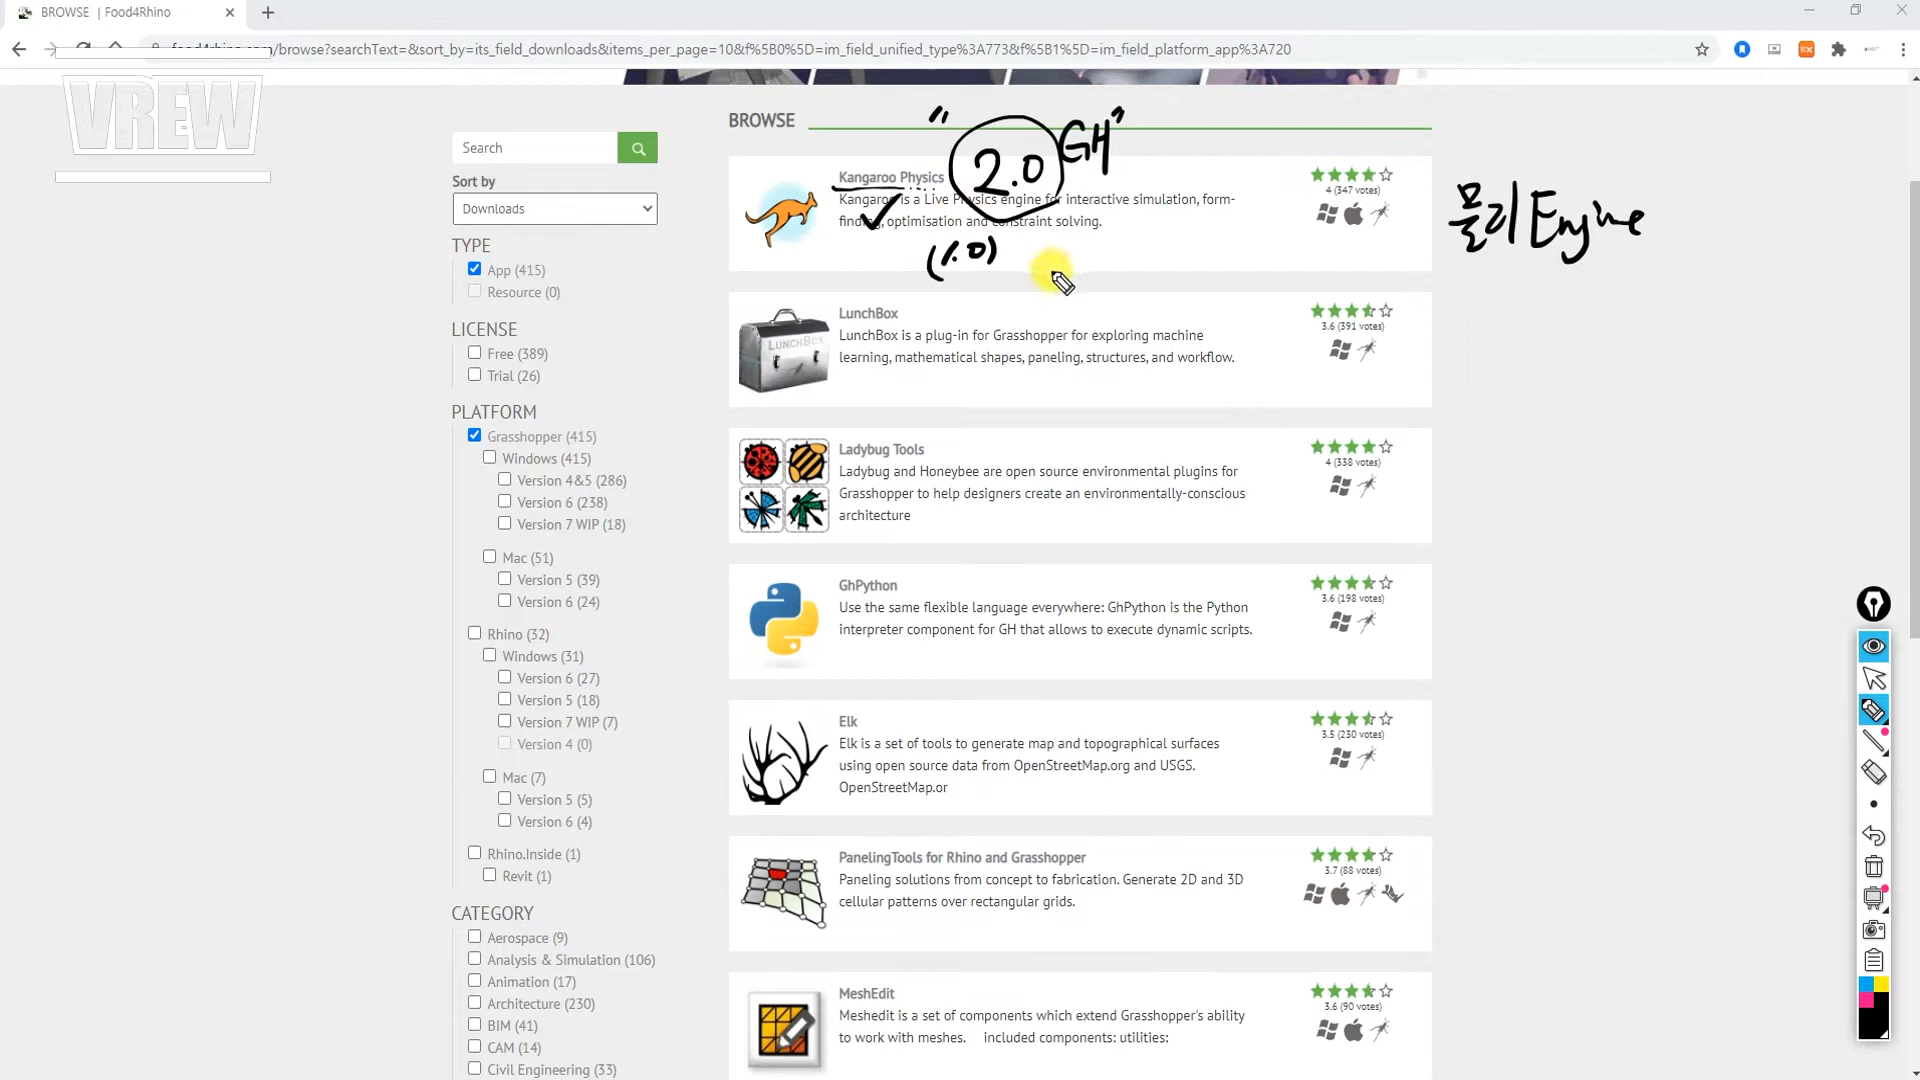 BROWSE | Food4Rhino
food4rhino.com/browse?searchText=&sort_by=its_field_downloads&items_per_page=10&f%5B0%5D=im_field_unified_type%3A773&f%5B1%5D=im_field_platform_app%3A720
VREW
Search
Sort by
Downloads
TYPE
App (415)
Resource (0)
LICENSE
Free (389)
Trial (26)
PLATFORM
Grasshopper (415)
Windows (415)
Version 4&5 (286)
Version 6 (238)
Version 7 WIP (18)
Mac (51)
Version 5 (39)
Version 6 (24)
Rhino (32)
Windows (31)
Version 6 (27)
Version 5 (18)
Version 7 WIP (7)
Version 4 (0)
Mac (7)
Version 5 (5)
Version 6 (4)
Rhino.Inside (1)
Revit (1)
CATEGORY
Aerospace (9)
Analysis & Simulation (106)
Animation (17)
Architecture (230)
BIM (41)
CAM (14)
Civil Engineering (33)
BROWSE
" 2.0 GH"
Kangaroo Physics
Kangaroo is a Live Physics engine for interactive simulation, form-
finding, optimisation and constraint solving.
(1.0)
4 (347 votes)
물리 Engine
LunchBox
LUNCHBOX
LunchBox is a plug-in for Grasshopper for exploring machine
learning, mathematical shapes, paneling, structures, and workflow.
3.6 (391 votes)
Ladybug Tools
Ladybug and Honeybee are open source environmental plugins for
Grasshopper to help designers create an environmentally-conscious
architecture
4 (338 votes)
GhPython
Use the same flexible language everywhere: GhPython is the Python
interpreter component for GH that allows to execute dynamic scripts.
3.6 (198 votes)
Elk
Elk is a set of tools to generate map and topographical surfaces
using open source data from OpenStreetMap.org and USGS.
OpenStreetMap.or
3.5 (230 votes)
PanelingTools for Rhino and Grasshopper
Paneling solutions from concept to fabrication. Generate 2D and 3D
cellular patterns over rectangular grids.
3.7 (88 votes)
MeshEdit
Meshedit is a set of components which extend Grasshopper's ability
to work with meshes. included components: utilities:
3.6 (90 votes)